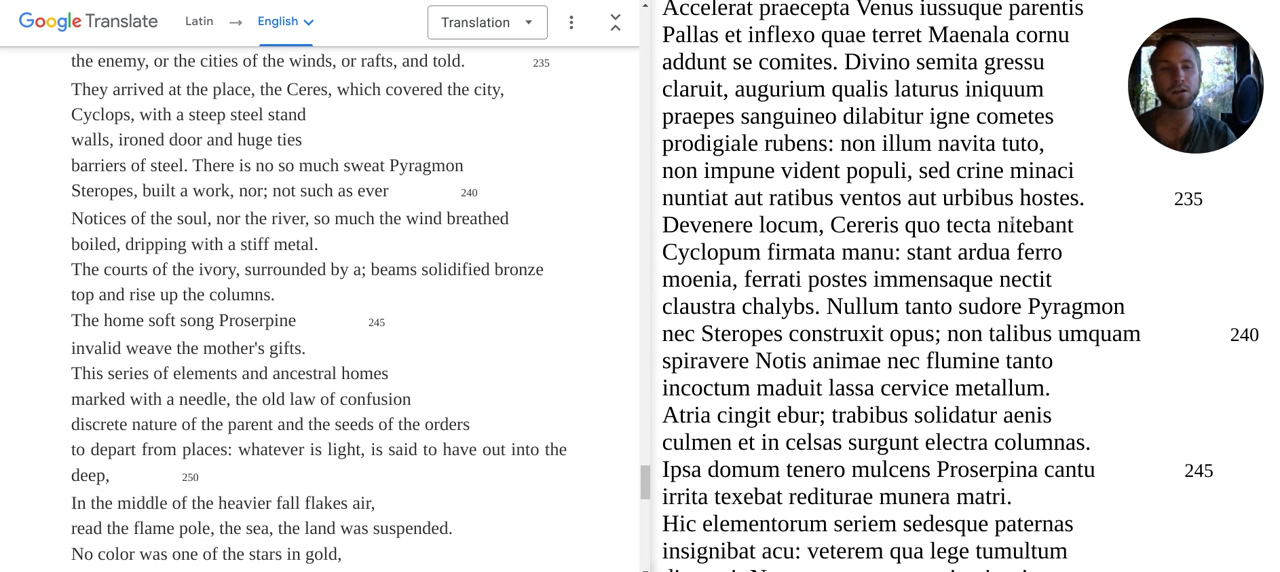 Google Translate
Latin → English
Translation
the enemy, or the cities of the winds, or rafts, and told. 235
They arrived at the place, the Ceres, which covered the city,
Cyclops, with a steep steel stand
walls, ironed door and huge ties
barriers of steel. There is no so much sweat Pyragmon
Steropes, built a work, nor; not such as ever 240
Notices of the soul, nor the river, so much the wind breathed
boiled, dripping with a stiff metal.
The courts of the ivory, surrounded by a; beams solidified bronze
top and rise up the columns.
The home soft song Proserpine 245
invalid weave the mother's gifts.
This series of elements and ancestral homes
marked with a needle, the old law of confusion
discrete nature of the parent and the seeds of the orders
to depart from places: whatever is light, is said to have out into the
deep, 250
In the middle of the heavier fall flakes air,
read the flame pole, the sea, the land was suspended.
No color was one of the stars in gold,
Accelerat praecepta Venus iussuque parentis
Pallas et inflexo quae terret Maenala cornu
addunt se comites. Divino semita gressu
claruit, augurium qualis laturus iniquum
praepes sanguineo dilabitur igne cometes
prodigiale rubens: non illum navita tuto,
non impune vident populi, sed crine minaci
nuntiat aut ratibus ventos aut urbibus hostes. 235
Devenere locum, Cereris quo tecta nitebant
Cyclopum firmata manu: stant ardua ferro
moenia, ferrati postes immensaque nectit
claustra chalybs. Nullum tanto sudore Pyragmon
nec Steropes construxit opus; non talibus umquam 240
spiravere Notis animae nec flumine tanto
incoctum maduit lassa cervice metallum.
Atria cingit ebur; trabibus solidatur aenis
culmen et in celsas surgunt electra columnas.
Ipsa domum tenero mulcens Proserpina cantu 245
irrita texebat rediturae munera matri.
Hic elementorum seriem sedesque paternas
insignibat acu: veterem qua lege tumultum